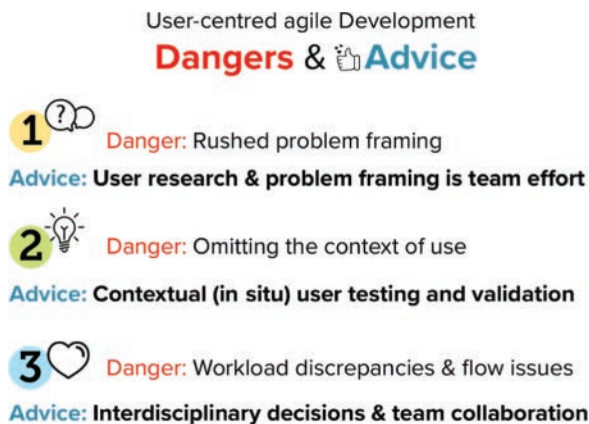 User-centred agile Development
Dangers & Advice
1 ? Danger: Rushed problem framing
Advice: User research & problem framing is team effort
2 Danger: Omitting the context of use
Advice: Contextual (in situ) user testing and validation
3 Danger: Workload discrepancies & flow issues
Advice: Interdisciplinary decisions & team collaboration